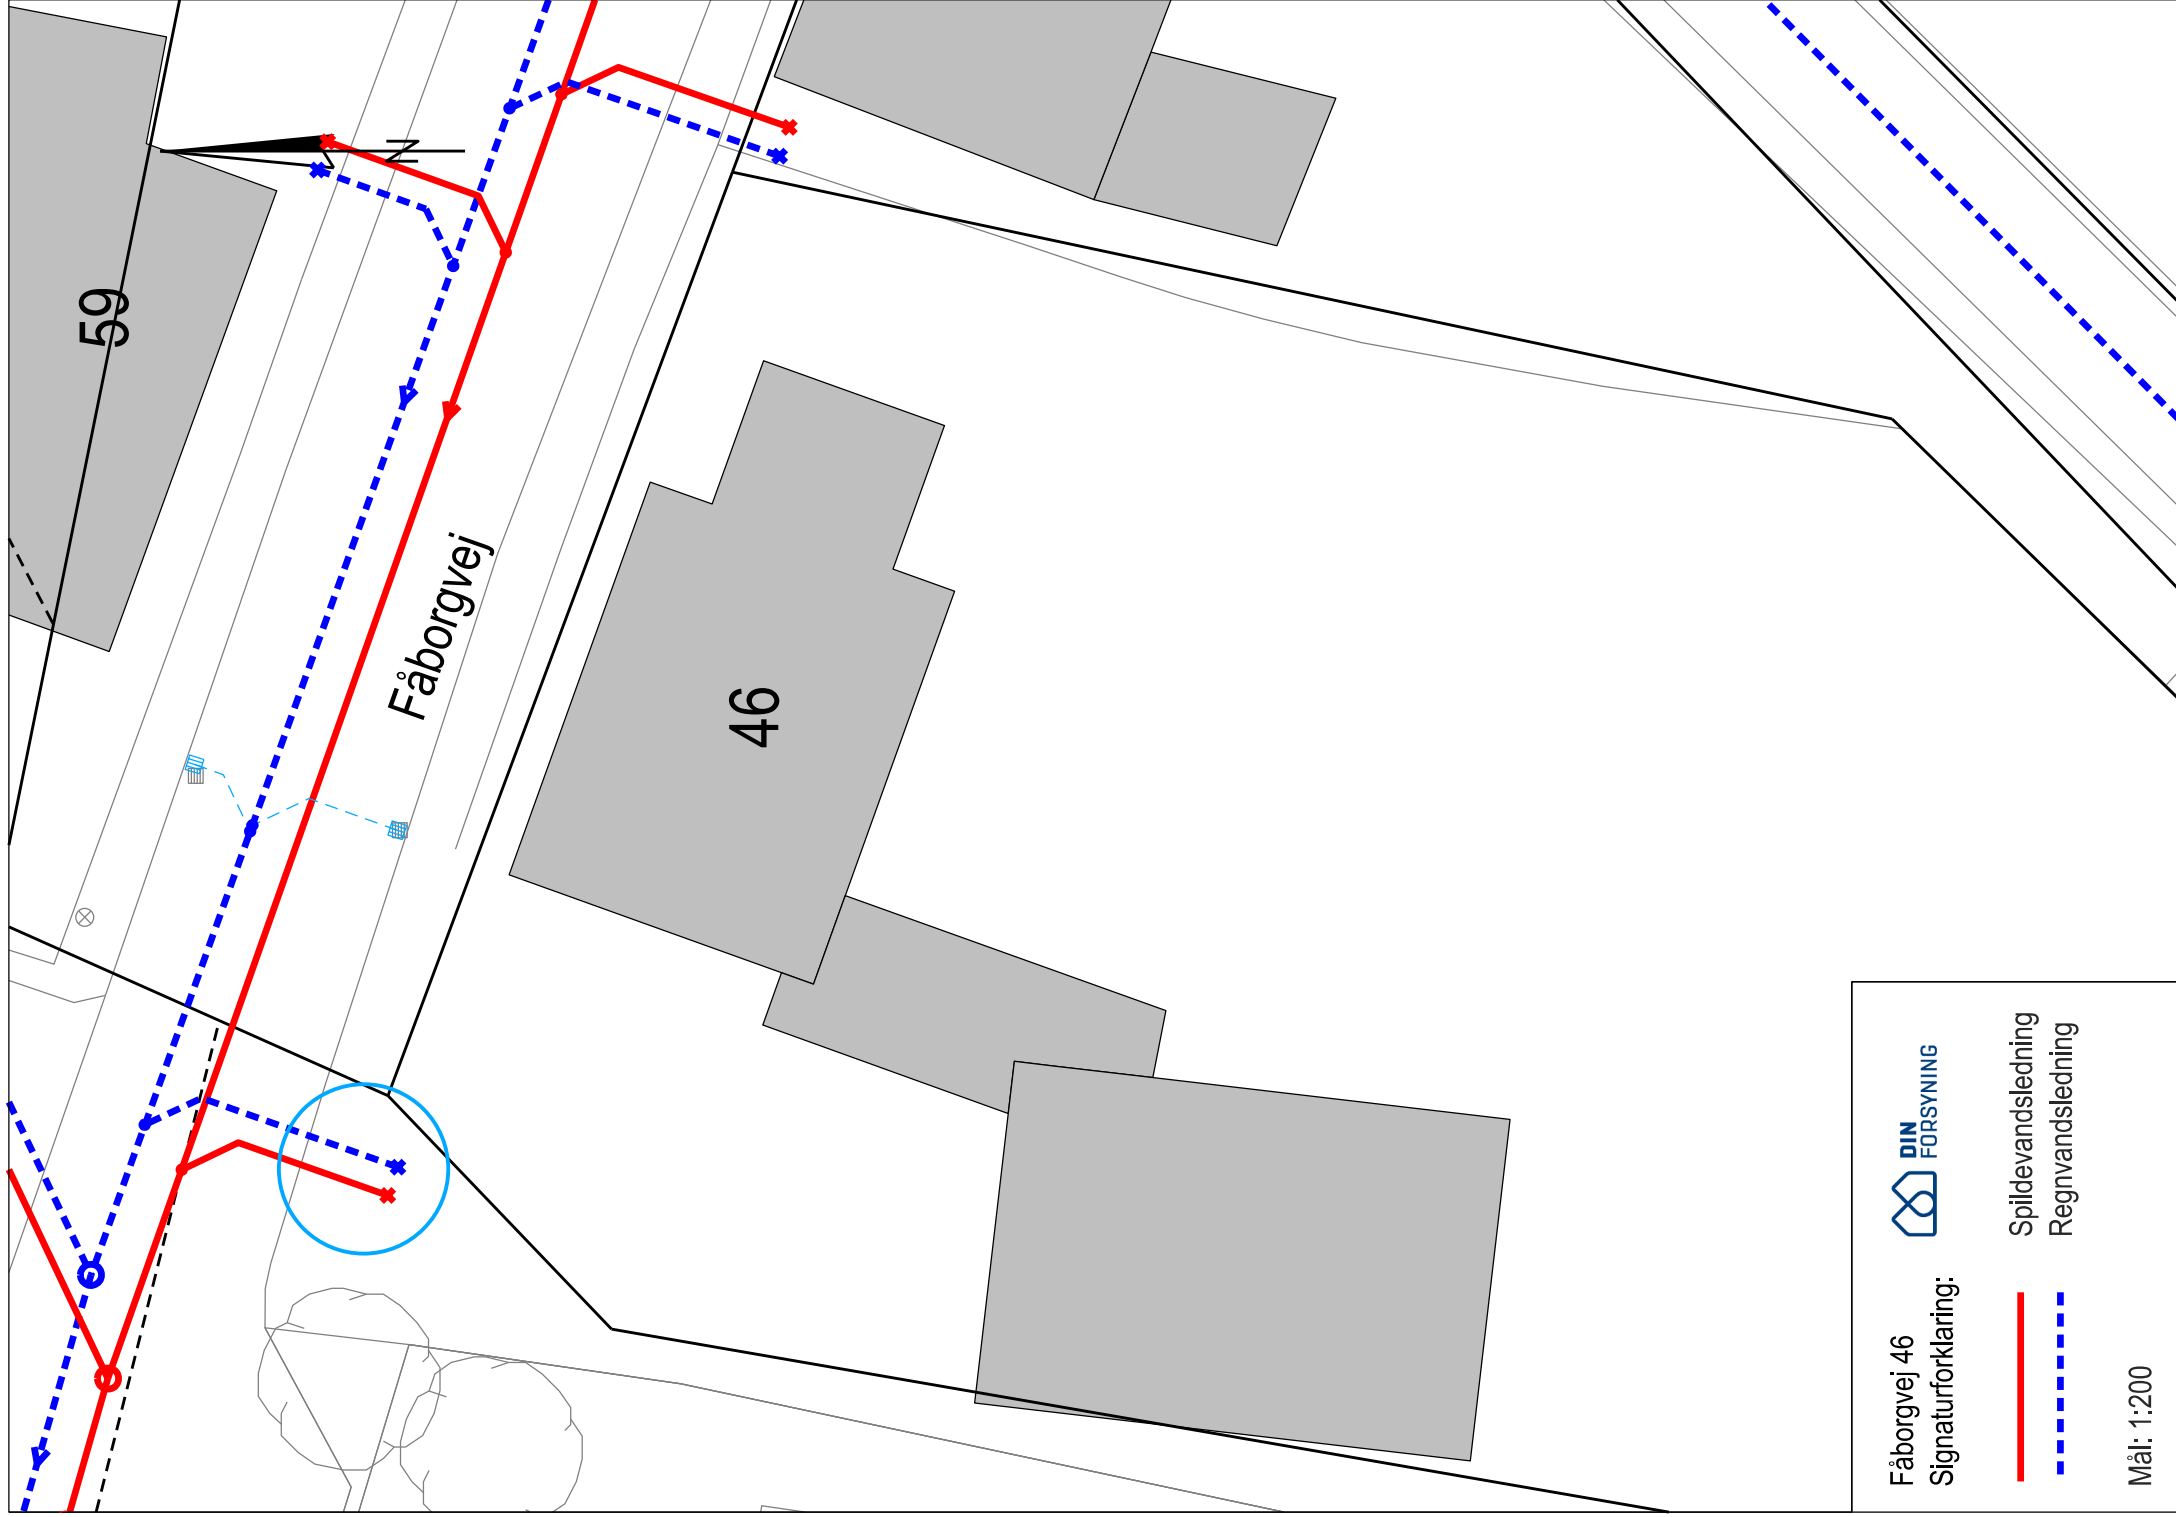 59
N
Fåborgvej
46
Fåborgvej 46
Signaturforklaring:
DIN
FORSYNING
Spildevandsledning
Regnvandsledning
Mål: 1:200